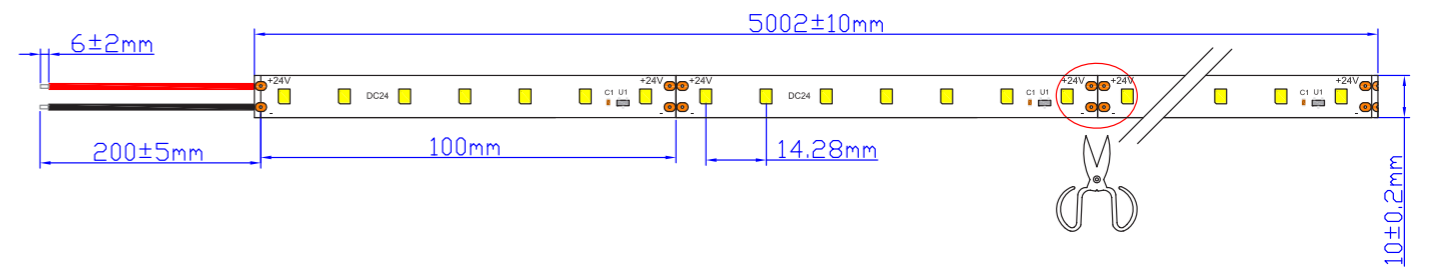 5002±10mm
6±2mm
+24V +24V +24V +24V +24V +24V
DC24 C1 U1 DC24 C1 U1 C1 U1
- - - - - -
200±5mm 100mm 14.28mm
10±0.2mm